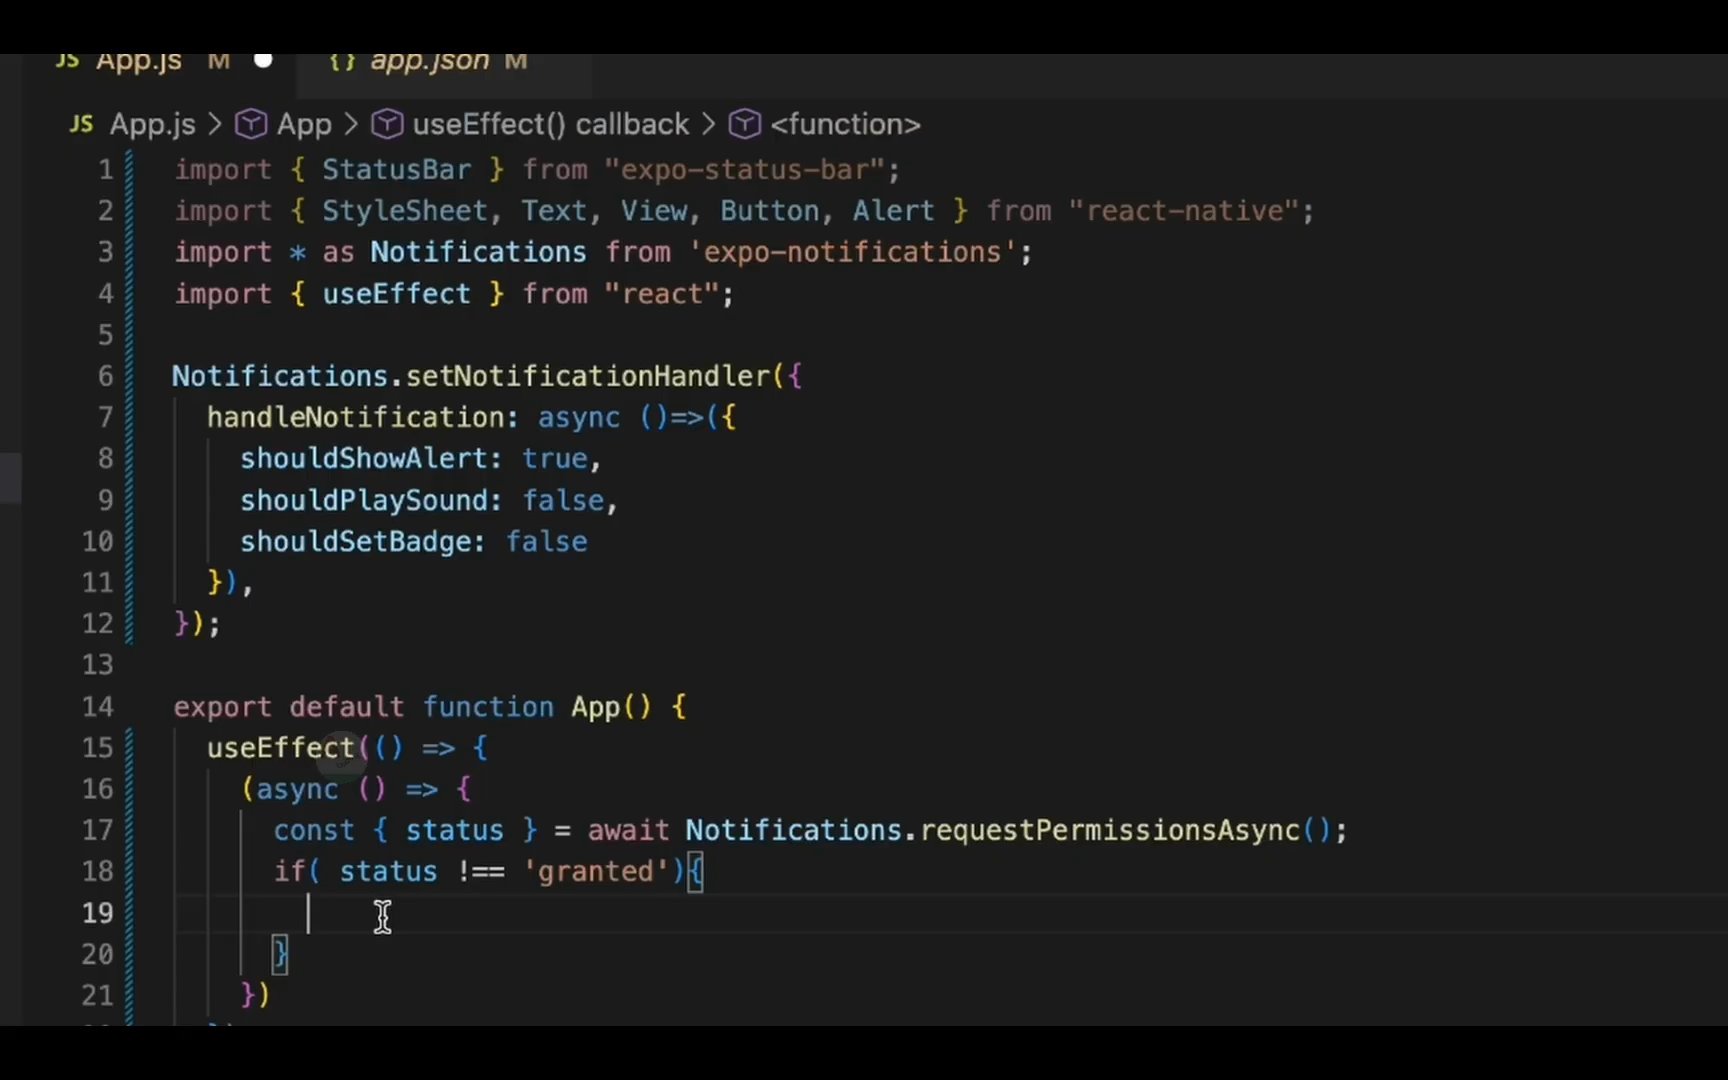 JS App.js M {} app.json M
JS App.js > App > useEffect() callback > <function>
1 import { StatusBar } from "expo-status-bar";
2 import { StyleSheet, Text, View, Button, Alert } from "react-native";
3 import * as Notifications from 'expo-notifications';
4 import { useEffect } from "react";
5
6 Notifications.setNotificationHandler({
7 handleNotification: async ()=>({
8 shouldShowAlert: true,
9 shouldPlaySound: false,
10 shouldSetBadge: false
11 }),
12 });
13
14 export default function App() {
15 useEffect(() => {
16 (async () => {
17 const { status } = await Notifications.requestPermissionsAsync();
18 if( status !== 'granted'){
19
20 }
21 })